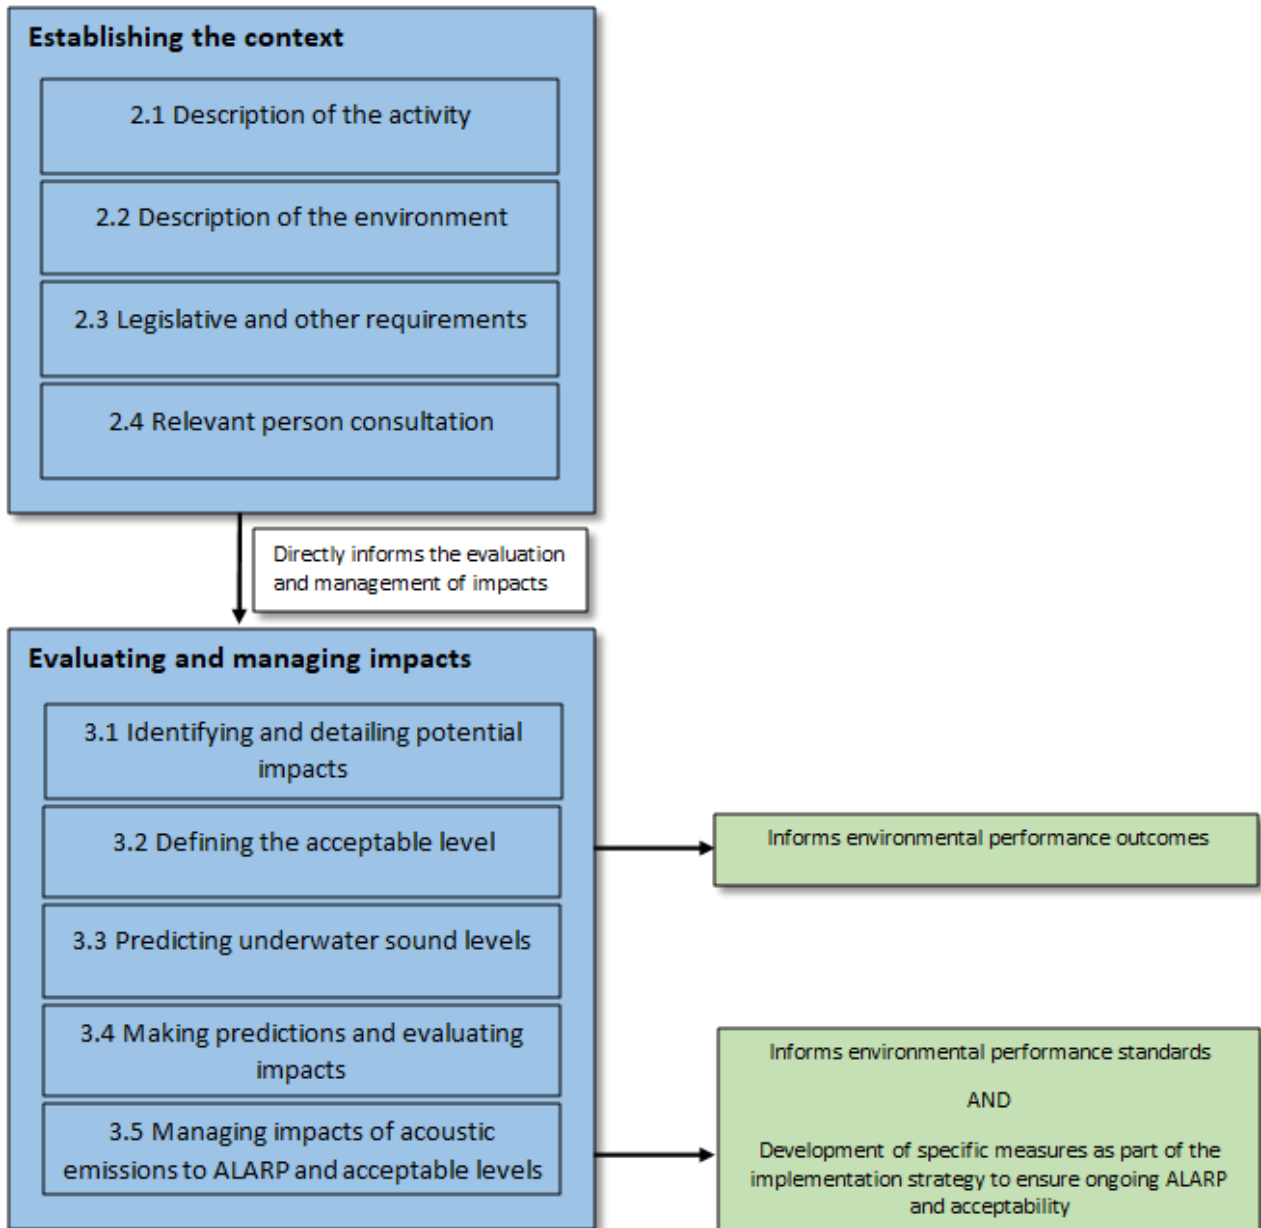 Establishing the context
2.1 Description of the activity
2.2 Description of the environment
2.3 Legislative and other requirements
2.4 Relevant person consultation
Directly informs the evaluation
and management of impacts
Evaluating and managing impacts
3.1 Identifying and detailing potential
impacts
3.2 Defining the acceptable level
Informs environmental performance outcomes
3.3 Predicting underwater sound levels
3.4 Making predictions and evaluating
impacts
3.5 Managing impacts of acoustic
emissions to ALARP and acceptable levels
Informs environmental performance standards
AND
Development of specific measures as part of the
implementation strategy to ensure ongoing ALARP
and acceptability